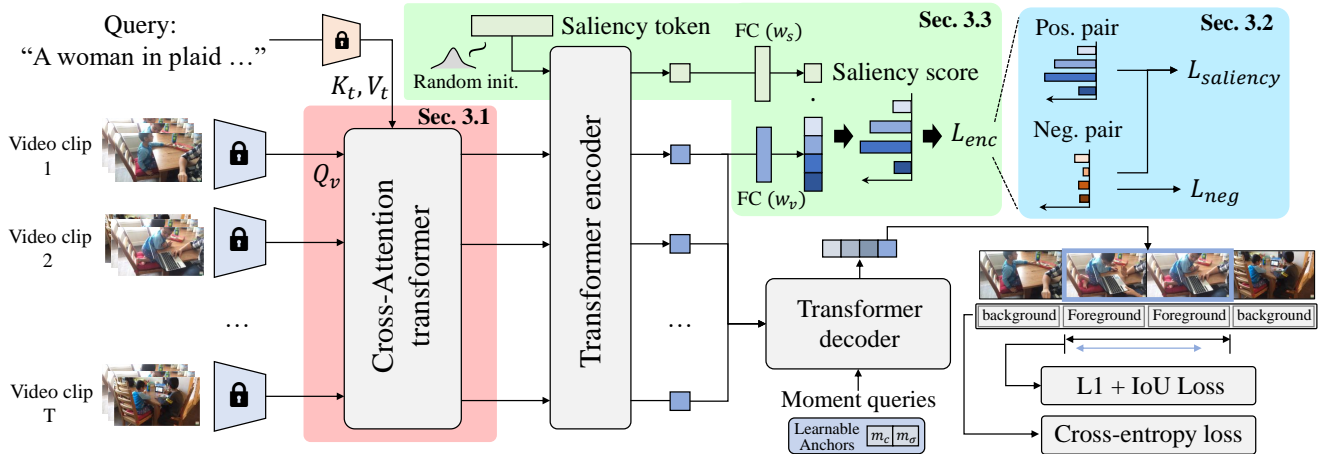 Query:
“A woman in plaid …”
K_t, V_t
Saliency token
Random init.
FC (w_s)
Sec. 3.3
Saliency score
L_enc
FC (w_v)
Sec. 3.2
Pos. pair
L_saliency
Neg. pair
L_neg
Sec. 3.1
Video clip
1
Q_v
Video clip
2
…
Video clip
T
Cross-Attention
transformer
Transformer encoder
…
Transformer
decoder
Moment queries
Learnable
Anchors
m_c
m_σ
background
Foreground
Foreground
background
L1 + IoU Loss
Cross-entropy loss